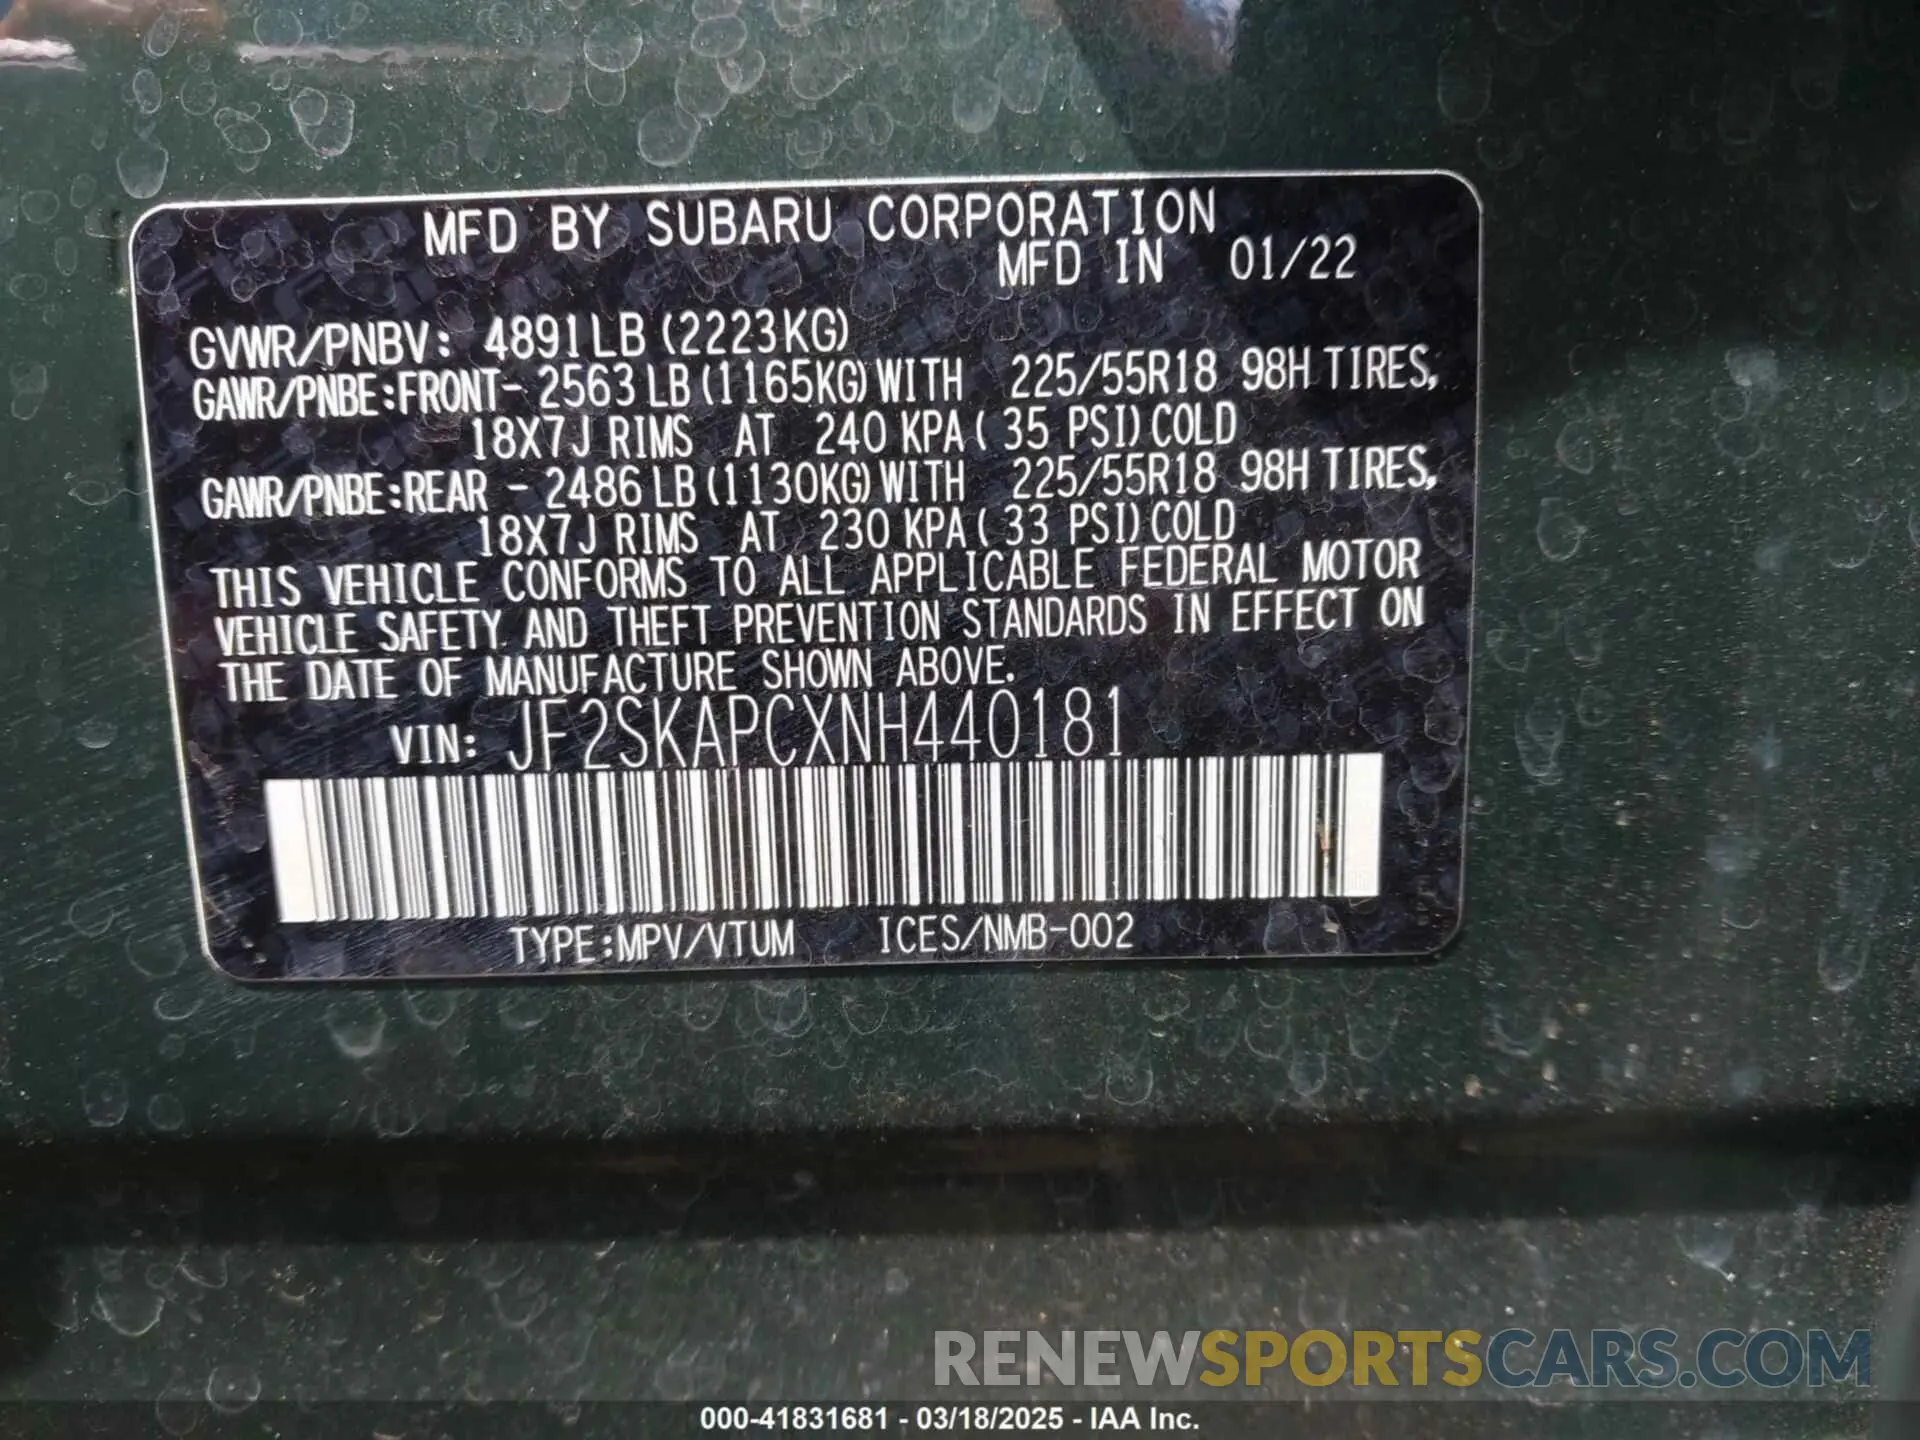 MFD BY SUBARU CORPORATION
MFD IN 01/22
GVWR/PNBV: 4891LB (2223KG)
GAWR/PNBE:FRONT- 2563LB(1165KG)WITH 225/55R18 98H TIRES,
18X7J RIMS AT 240 KPA( 35 PSI)COLD
GAWR/PNBE:REAR - 2486LB(1130KG)WITH 225/55R18 98H TIRES,
18X7J RIMS AT 230 KPA( 33 PSI)COLD
THIS VEHICLE CONFORMS TO ALL APPLICABLE FEDERAL MOTOR
VEHICLE SAFETY AND THEFT PREVENTION STANDARDS IN EFFECT ON
THE DATE OF MANUFACTURE SHOWN ABOVE.
VIN: JF2SKAPCXNH440181
TYPE:MPV/VTUM ICES/NMB-002
RENEWSPORTSCARS.COM
000-41831681 - 03/18/2025 - IAA Inc.